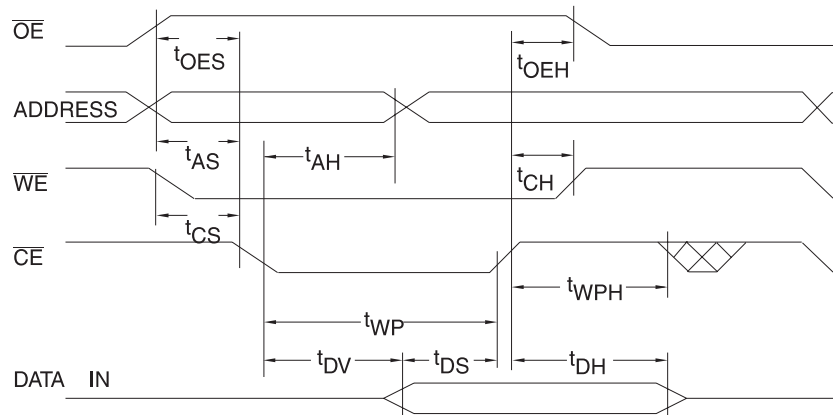 OE
tOES
tOEH
ADDRESS
tAS
tAH
WE
tCH
tCS
CE
tWPH
tWP
tDV
tDS
tDH
DATA IN